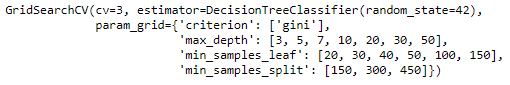 GridSearchCV(cv=3, estimator=DecisionTreeClassifier(random_state=42),
param_grid={'criterion': ['gini'],
'max_depth': [3, 5, 7, 10, 20, 30, 50],
'min_samples_leaf': [20, 30, 40, 50, 100, 150],
'min_samples_split': [150, 300, 450]})